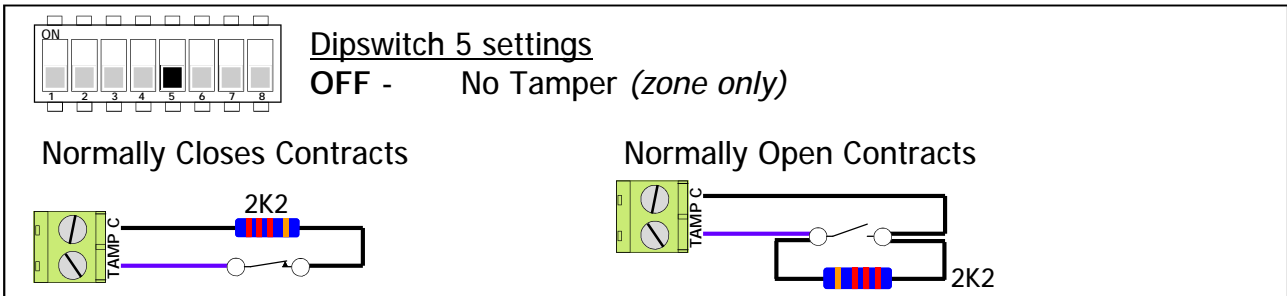 ON
1 2 3 4 5 6 7 8
Dipswitch 5 settings
OFF - No Tamper (zone only)
Normally Closes Contracts
2K2
TAMP C
Normally Open Contracts
TAMP C
2K2